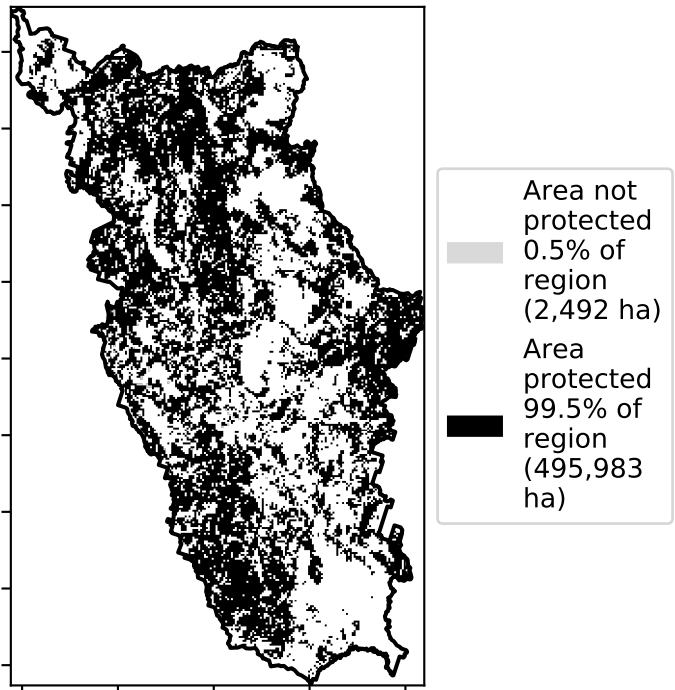 Area not
protected
0.5% of
region
(2,492 ha)
Area
protected
99.5% of
region
(495,983
ha)